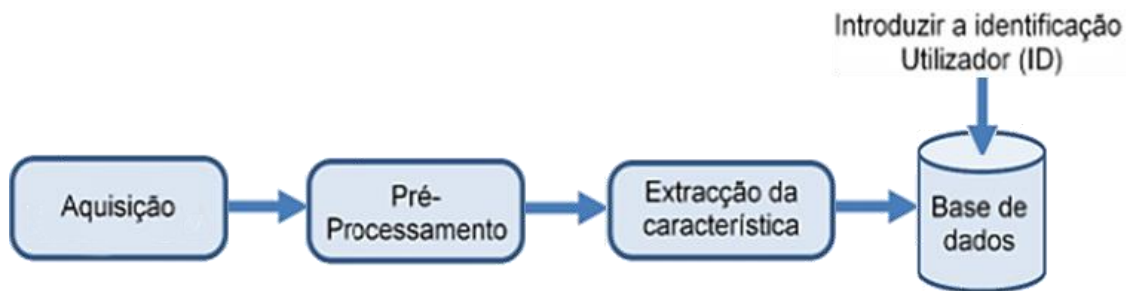 Introduzir a identificação
Utilizador (ID)
Aquisição
Pré-
Processamento
Extracção da
característica
Base de
dados